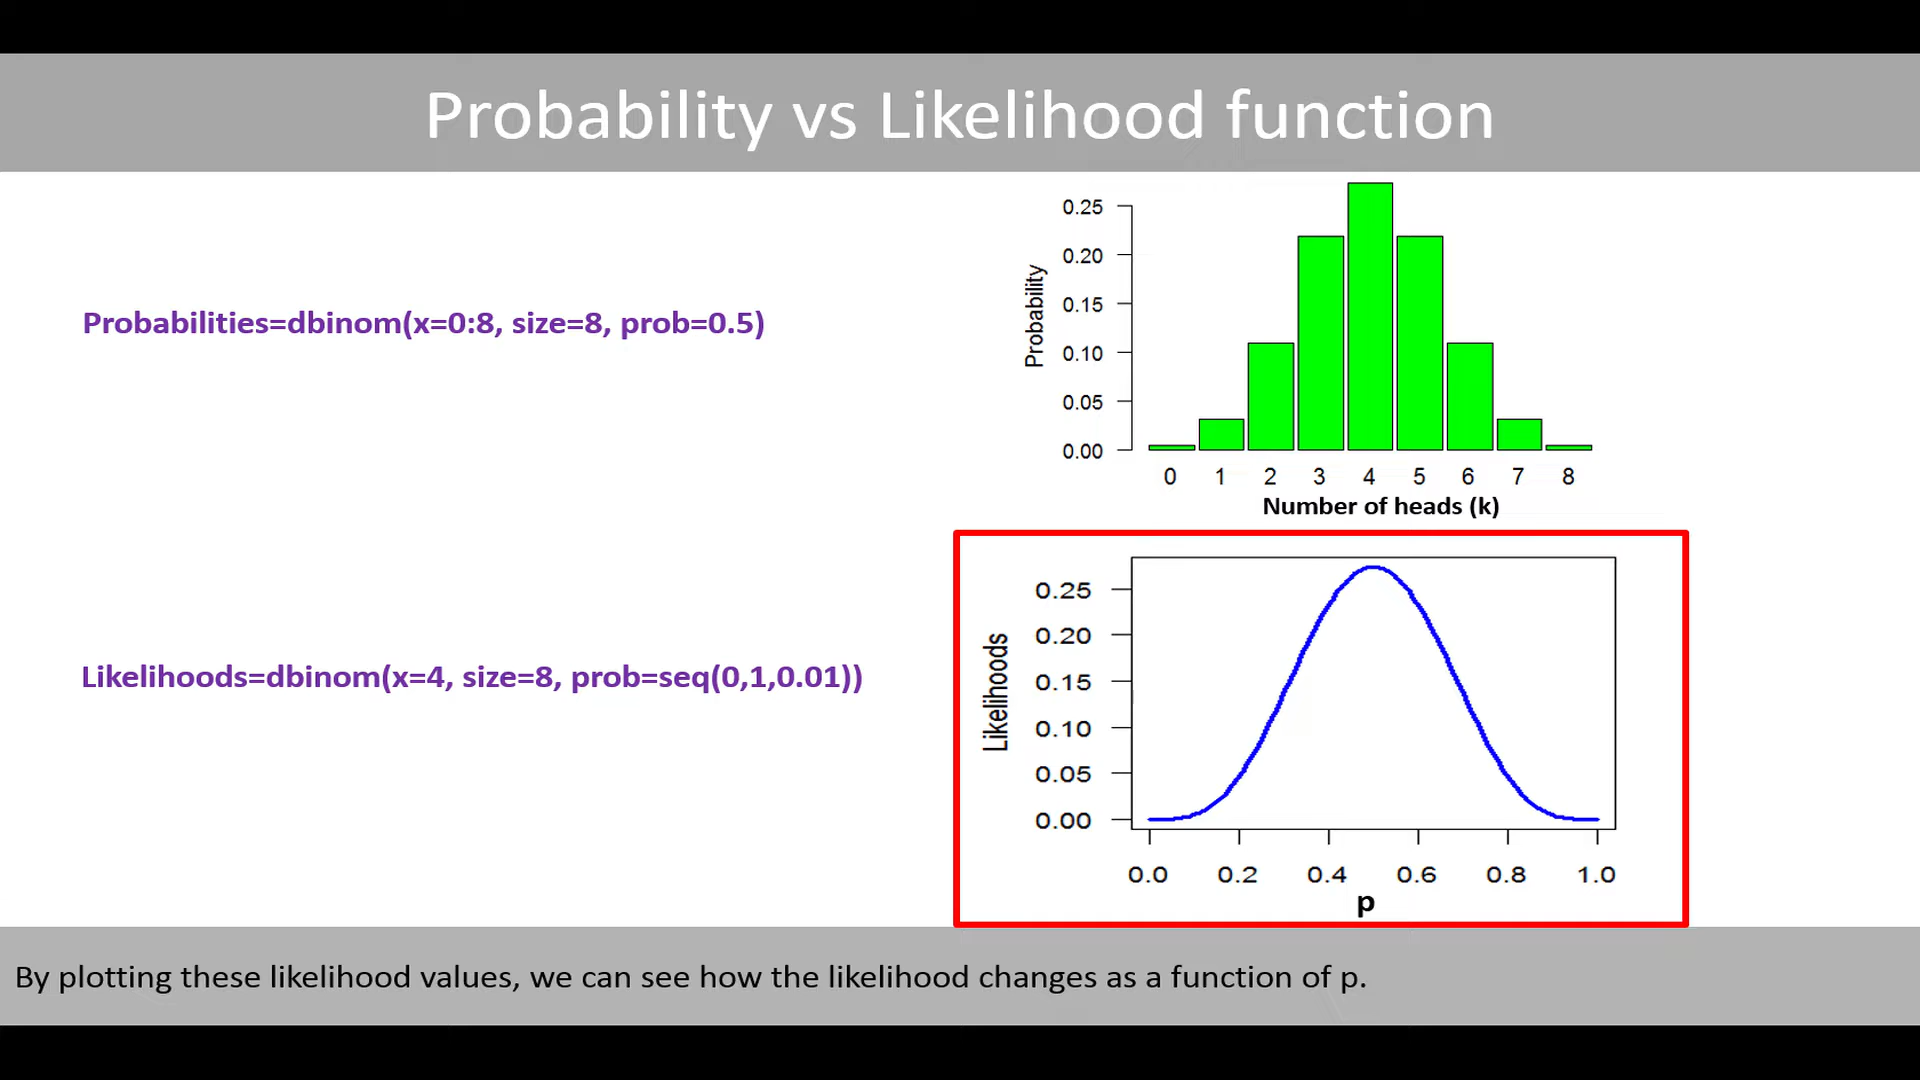 Probability vs Likelihood function
Probabilities=dbinom(x=0:8, size=8, prob=0.5)
Probability
0.25
0.20
0.15
0.10
0.05
0.00
0 1 2 3 4 5 6 7 8
Number of heads (k)
Likelihoods=dbinom(x=4, size=8, prob=seq(0,1,0.01))
Likelihoods
0.25
0.20
0.15
0.10
0.05
0.00
0.0 0.2 0.4 0.6 0.8 1.0
p
By plotting these likelihood values, we can see how the likelihood changes as a function of p.